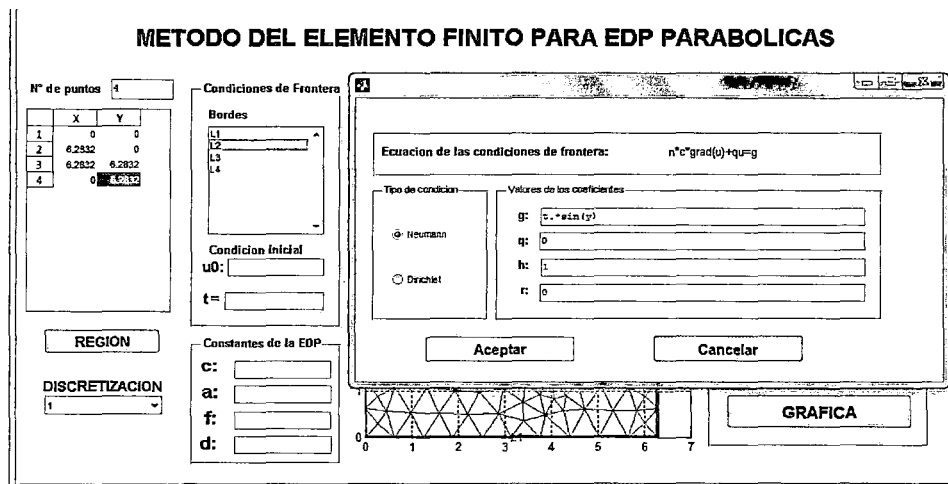 METODO DEL ELEMENTO FINITO PARA EDP PARABOLICAS
N° de puntos 4
X Y
1 0 0
2 6.2832 0
3 6.2832 6.2832
4 0 6.2832
REGION
DISCRETIZACION
1
Condiciones de Frontera
Bordes
L1
L2
L3
L4
Condicion Inicial
u0:
t=
Constantes de la EDP
c:
a:
f:
d:
Ecuacion de las condiciones de frontera: n*c*grad(u)+qu=g
Tipo de condicion
Neumann
Dirichlet
Valores de los coeficientes
g: t.*sin(y)
q: 0
h: 1
r: 0
Aceptar
Cancelar
0
0 1 2 3 4 5 6 7
GRAFICA